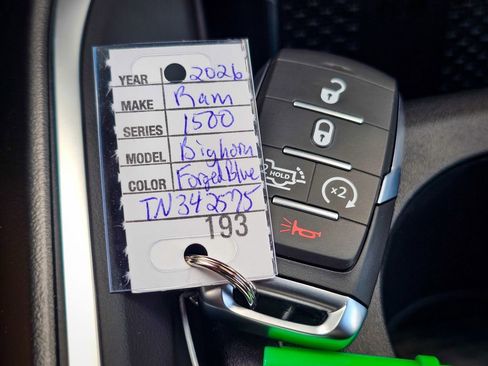 YEAR 2026
MAKE Ram
SERIES 1500
MODEL Bighorn
COLOR Forged Blue
TN342575
193
HOLD
x2